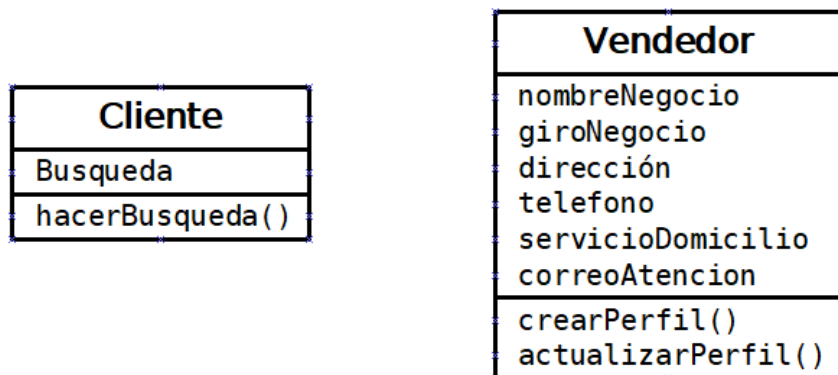 Cliente
Busqueda
hacerBusqueda()
Vendedor
nombreNegocio
giroNegocio
dirección
telefono
servicioDomicilio
correoAtencion
crearPerfil()
actualizarPerfil()